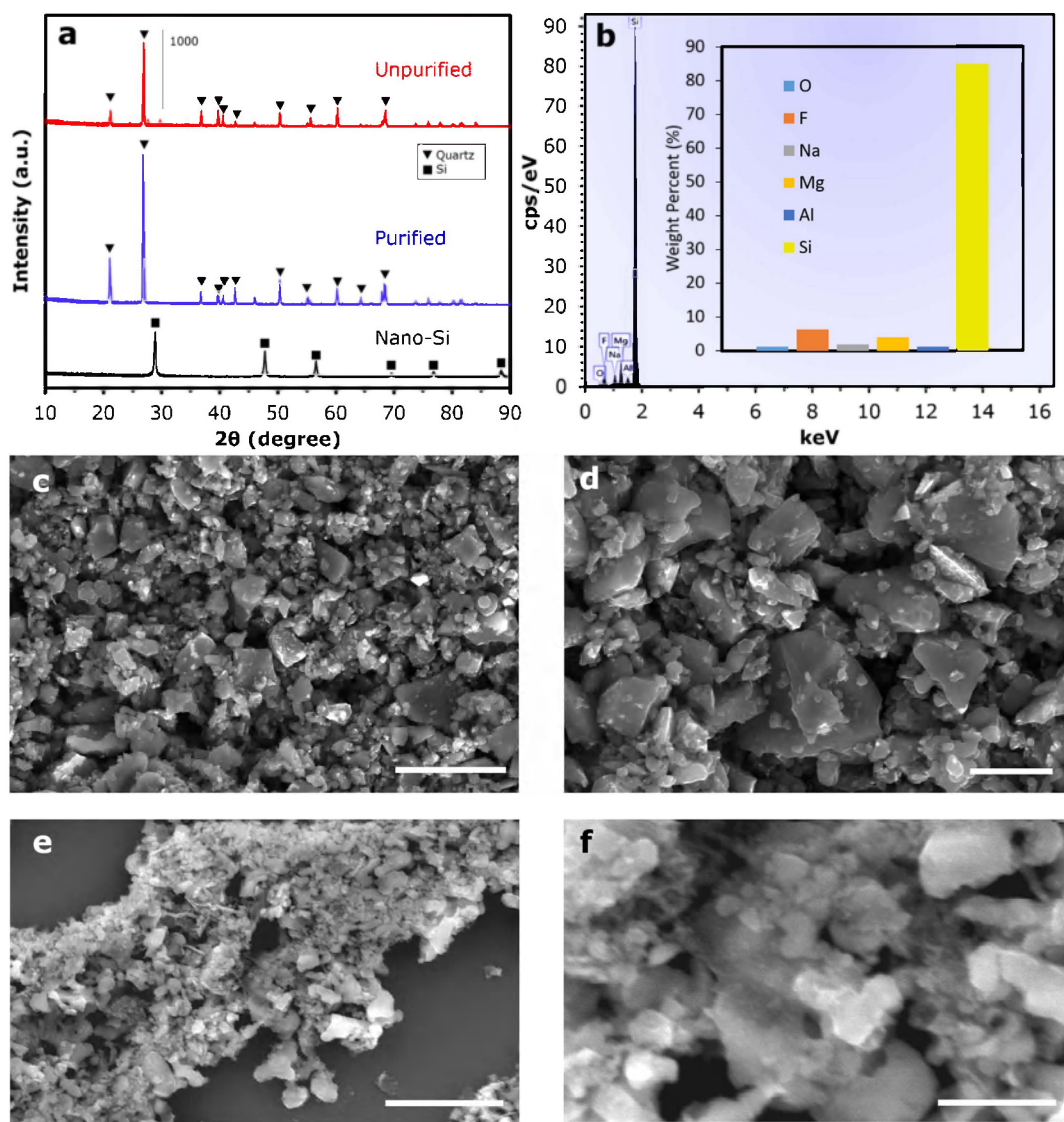 a
1000
Unpurified
Quartz
Si
Purified
Nano-Si
Intensity (a.u.)
10 20 30 40 50 60 70 80 90
2θ (degree)
b
Si
90
80
70
60
50
40
30
20
10
0
cps/eV
90
80
70
60
50
40
30
20
10
0
Weight Percent (%)
O
F
Na
Mg
Al
Si
F
Mg
Na
O
Al
0 2 4 6 8 10 12 14 16
keV
c
d
e
f